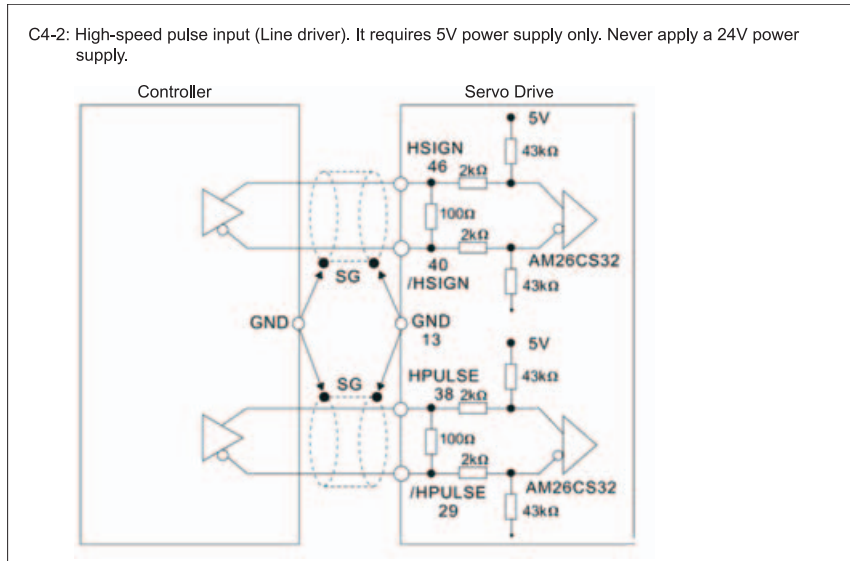 C4-2: High-speed pulse input (Line driver). It requires 5V power supply only. Never apply a 24V power
supply.
Controller
Servo Drive
5V
HSIGN
46
2kΩ
43kΩ
100Ω
2kΩ
40
/HSIGN
AM26CS32
43kΩ
SG
GND
GND
13
5V
SG
HPULSE
38
2kΩ
43kΩ
100Ω
2kΩ
/HPULSE
29
AM26CS32
43kΩ